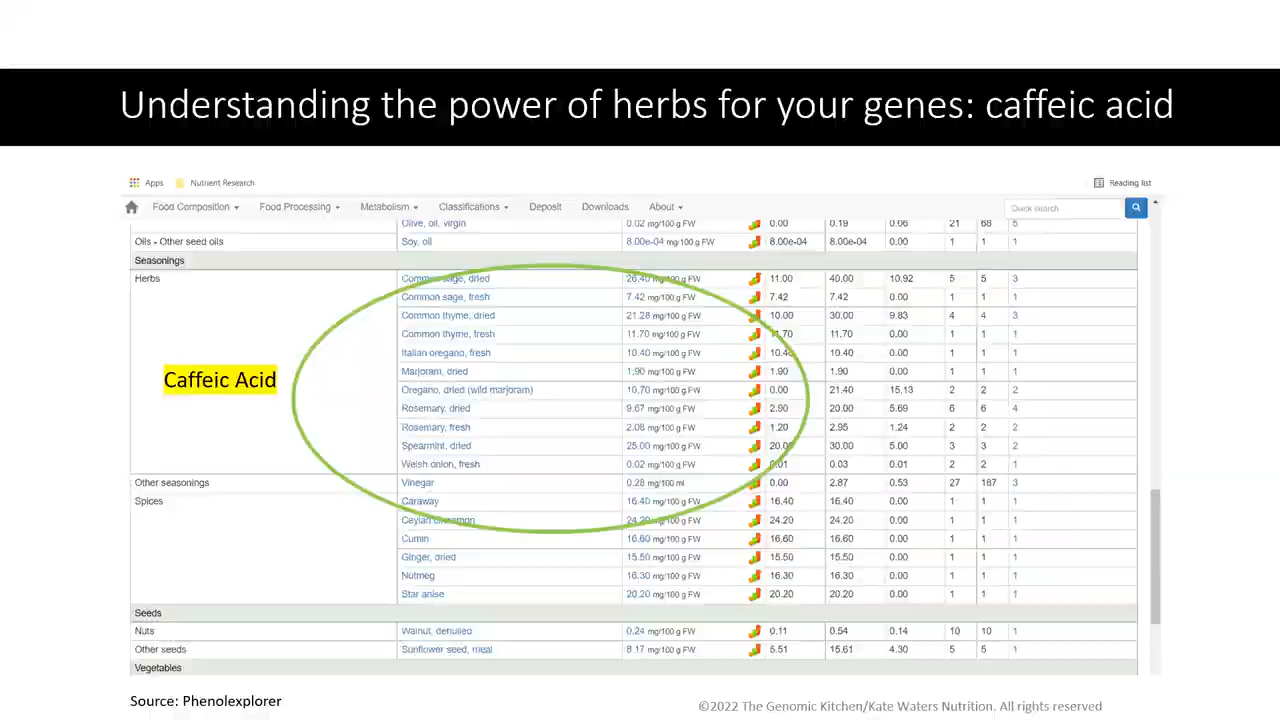 Understanding the power of herbs for your genes: caffeic acid
Apps Nutrient Research Reading list
Food Composition Food Processing Metabolism Classifications Deposit Downloads About Quick search
Olive, oil, virgin 0.02 mg/100 g FW 0.00 0.19 0.06 21 68 5
Oils - Other seed oils Soy, oil 8.00e-04 mg/100 g FW 8.00e-04 8.00e-04 0.00 1 1 1
Seasonings
Herbs Common sage, dried 26.40 mg/100 g FW 11.00 40.00 10.92 5 5 3
Common sage, fresh 7.42 mg/100 g FW 7.42 7.42 0.00 1 1 1
Common thyme, dried 21.28 mg/100 g FW 10.00 30.00 9.83 4 4 3
Common thyme, fresh 11.70 mg/100 g FW 11.70 11.70 0.00 1 1 1
Italian oregano, fresh 10.40 mg/100 g FW 10.40 10.40 0.00 1 1 1
Marjoram, dried 1.90 mg/100 g FW 1.90 1.90 0.00 1 1 1
Caffeic Acid
Oregano, dried (wild marjoram) 10.70 mg/100 g FW 0.00 21.40 15.13 2 2 2
Rosemary, dried 9.67 mg/100 g FW 2.90 20.00 5.69 6 6 4
Rosemary, fresh 2.08 mg/100 g FW 1.20 2.95 1.24 2 2 2
Spearmint, dried 25.00 mg/100 g FW 20.00 30.00 5.00 3 3 2
Welsh onion, fresh 0.02 mg/100 g FW 0.01 0.03 0.01 2 2 1
Other seasonings Vinegar 0.28 mg/100 ml 0.00 2.87 0.53 27 187 3
Spices Caraway 16.40 mg/100 g FW 16.40 16.40 0.00 1 1 1
Ceylan cinnamon 24.20 mg/100 g FW 24.20 24.20 0.00 1 1 1
Cumin 16.60 mg/100 g FW 16.60 16.60 0.00 1 1 1
Ginger, dried 15.50 mg/100 g FW 15.50 15.50 0.00 1 1 1
Nutmeg 16.30 mg/100 g FW 16.30 16.30 0.00 1 1 1
Star anise 20.20 mg/100 g FW 20.20 20.20 0.00 1 1 1
Seeds
Nuts Walnut, dehulled 0.24 mg/100 g FW 0.11 0.54 0.14 10 10 1
Other seeds Sunflower seed, meal 8.17 mg/100 g FW 5.51 15.61 4.30 5 5 1
Vegetables
Source: Phenolexplorer
©2022 The Genomic Kitchen/Kate Waters Nutrition. All rights reserved